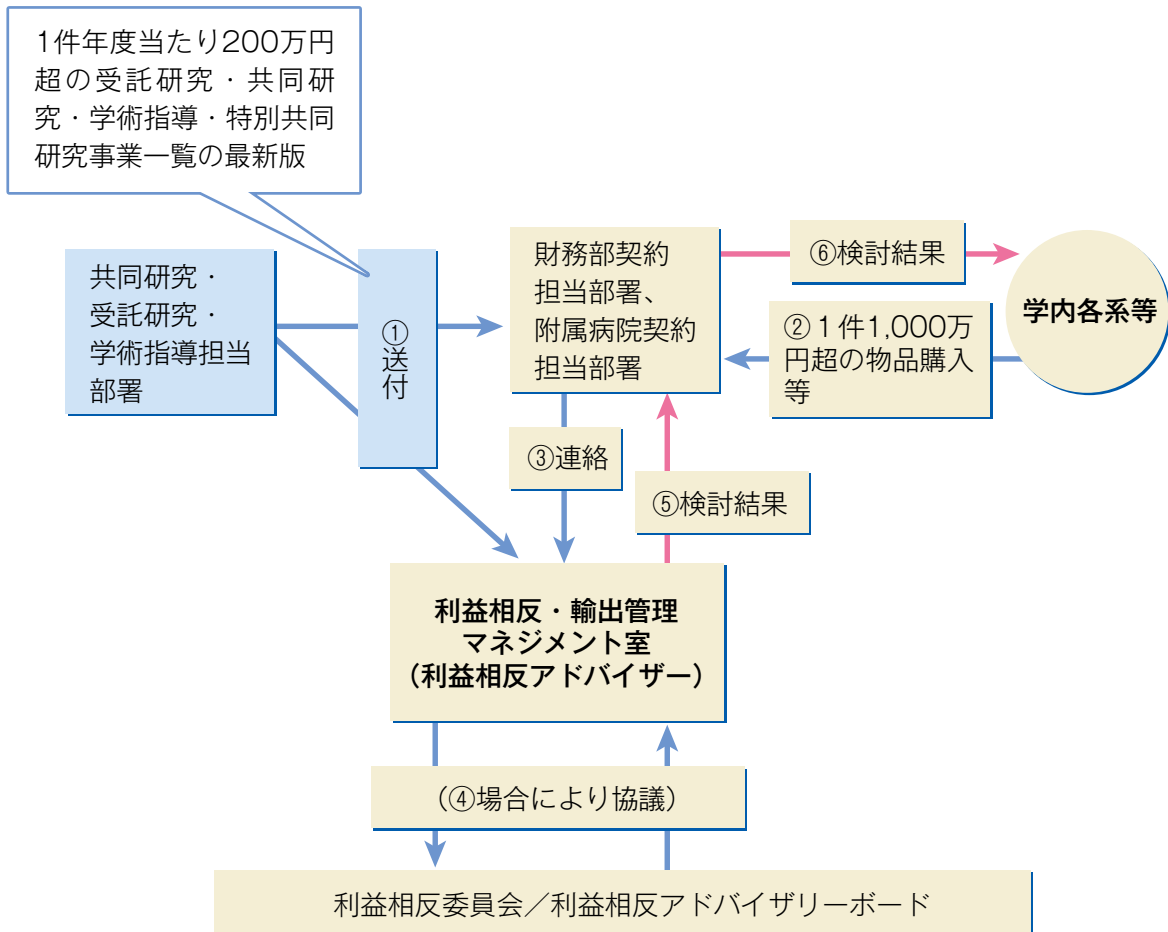 1件年度当たり200万円
超の受託研究・共同研
究・学術指導・特別共同
研究事業一覧の最新版
共同研究・
受託研究・
学術指導担当
部署
①送付
財務部契約
担当部署、
附属病院契約
担当部署
⑥検討結果
学内各系等
②1件1,000万
円超の物品購入
等
③連絡
⑤検討結果
利益相反・輸出管理
マネジメント室
（利益相反アドバイザー）
（④場合により協議）
利益相反委員会／利益相反アドバイザリーボード